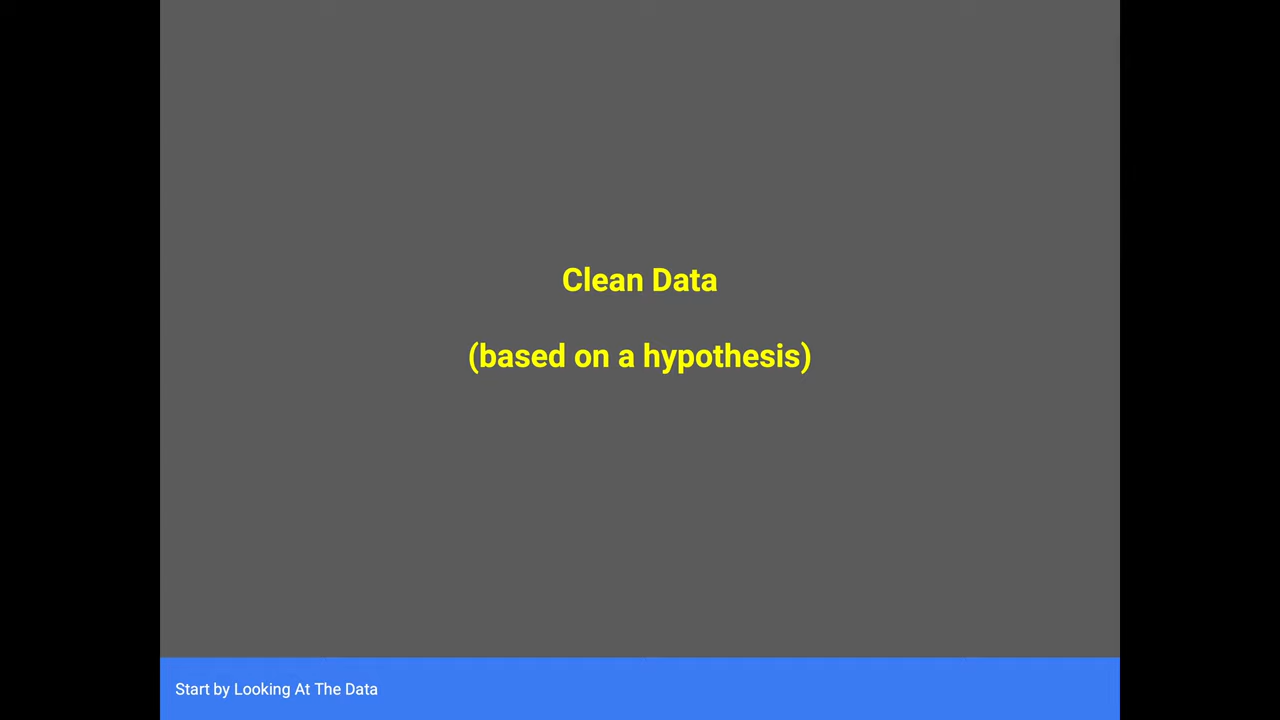 Clean Data
(based on a hypothesis)
Start by Looking At The Data